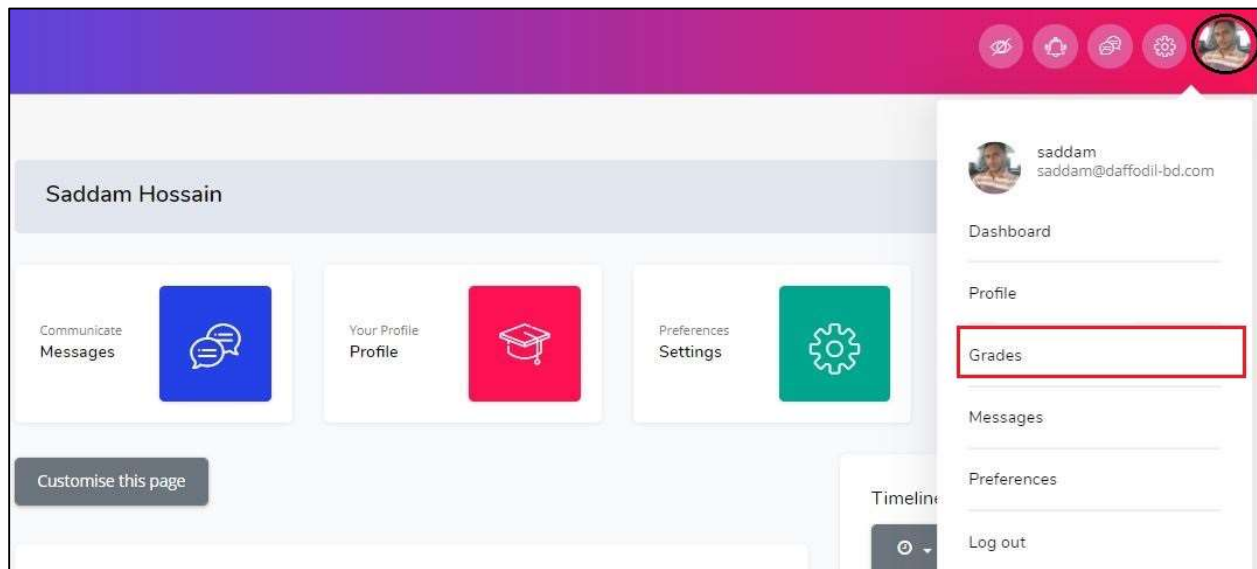 saddam
saddam@daffodil-bd.com
Saddam Hossain
Dashboard
Profile
Grades
Messages
Preferences
Log out
Communicate
Messages
Your Profile
Profile
Preferences
Settings
Customise this page
Timeline